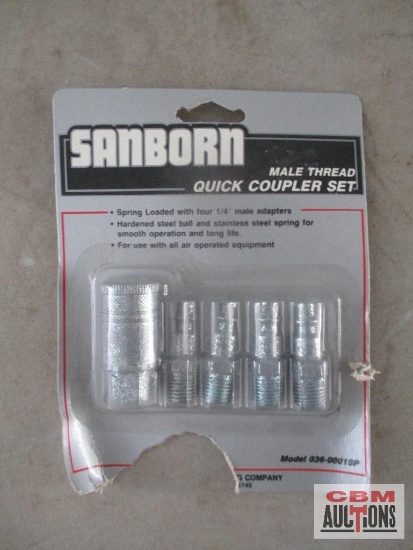 SANBORN
MALE THREAD
QUICK COUPLER SET
• Spring Loaded with four 1/4" male adapters
• Hardened steel ball and stainless steel spring for
smooth operation and long life.
• For use with all air operated equipment
Model 036-0001SP
COMPANY
CBM
AUCTIONS